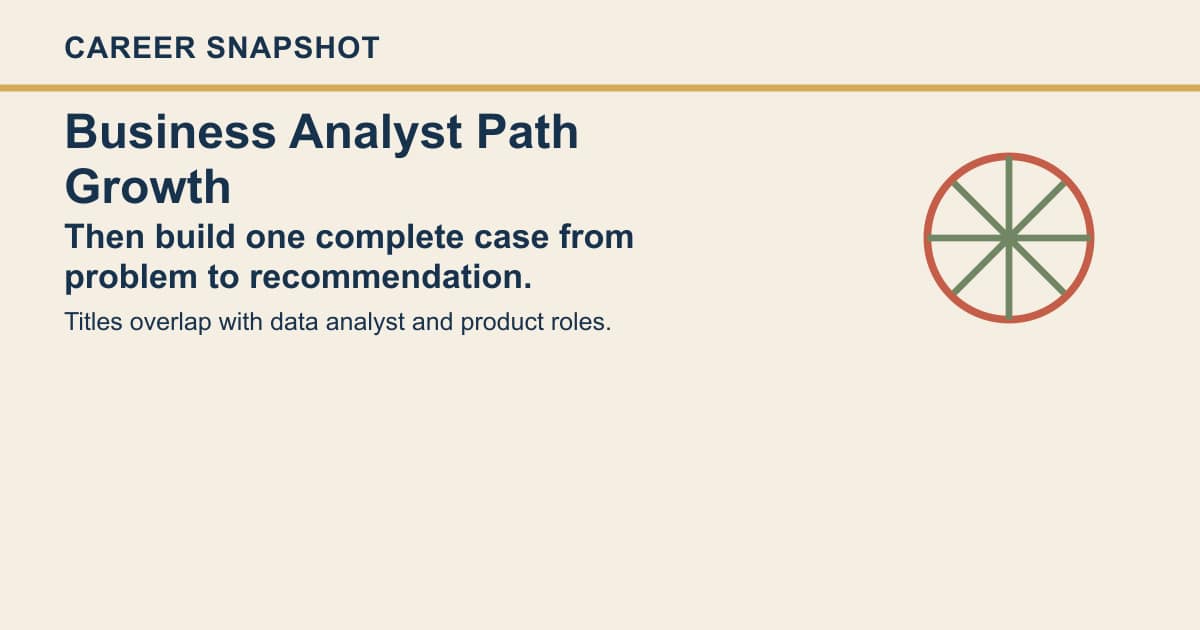 CAREER SNAPSHOT
Business Analyst Path
Growth
Then build one complete case from
problem to recommendation.
Titles overlap with data analyst and product roles.